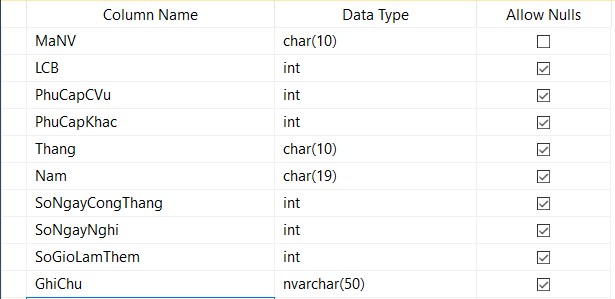 Column Name Data Type Allow Nulls
MaNV char(10)
LCB int
PhuCapCVu int
PhuCapKhac int
Thang char(10)
Nam char(19)
SoNgayCongThang int
SoNgayNghi int
SoGioLamThem int
GhiChu nvarchar(50)